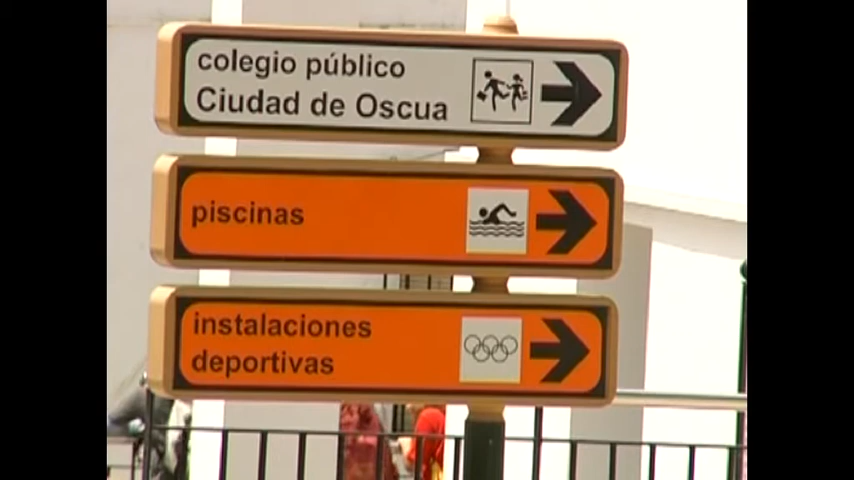 colegio público
Ciudad de Oscua
piscinas
instalaciones
deportivas